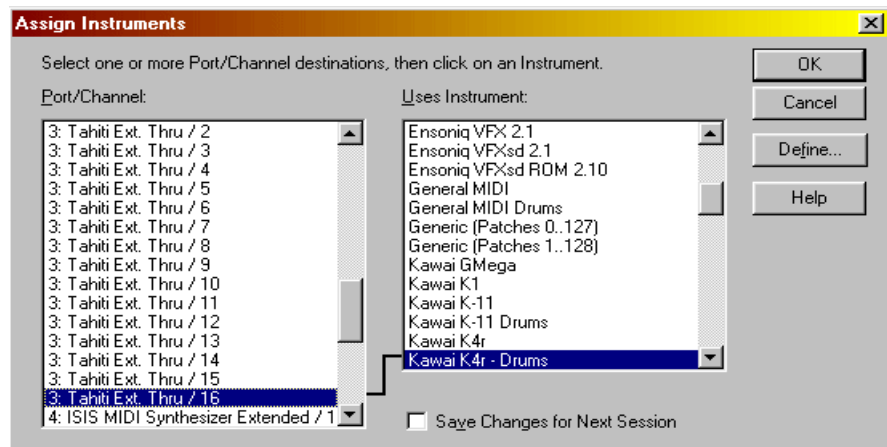 Assign Instruments
Select one or more Port/Channel destinations, then click on an Instrument.
Port/Channel:
3: Tahiti Ext. Thru / 2
3: Tahiti Ext. Thru / 3
3: Tahiti Ext. Thru / 4
3: Tahiti Ext. Thru / 5
3: Tahiti Ext. Thru / 6
3: Tahiti Ext. Thru / 7
3: Tahiti Ext. Thru / 8
3: Tahiti Ext. Thru / 9
3: Tahiti Ext. Thru / 10
3: Tahiti Ext. Thru / 11
3: Tahiti Ext. Thru / 12
3: Tahiti Ext. Thru / 13
3: Tahiti Ext. Thru / 14
3: Tahiti Ext. Thru / 15
3: Tahiti Ext. Thru / 16
4: ISIS MIDI Synthesizer Extended / 1
Uses Instrument:
Ensoniq VFX 2.1
Ensoniq VFXsd 2.1
Ensoniq VFXsd ROM 2.10
General MIDI
General MIDI Drums
Generic (Patches 0..127)
Generic (Patches 1..128)
Kawai GMega
Kawai K1
Kawai K-11
Kawai K-11 Drums
Kawai K4r
Kawai K4r - Drums
Save Changes for Next Session
OK
Cancel
Define...
Help